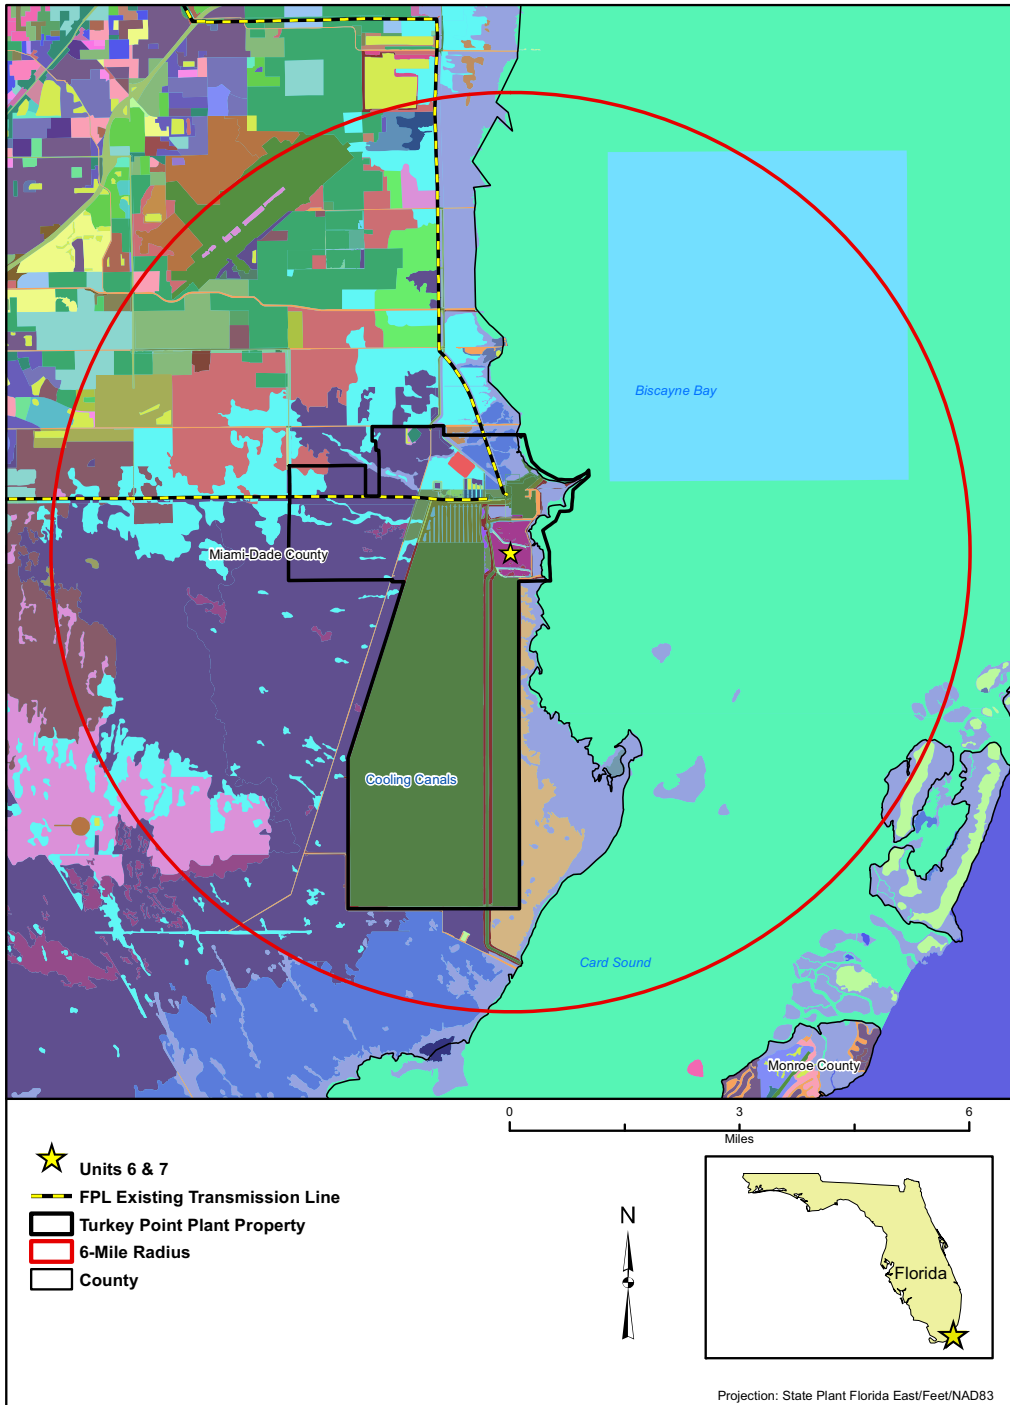 Biscayne Bay
Miami-Dade County
Cooling Canals
Card Sound
Monroe County
0 3 6
Miles
Units 6 & 7
FPL Existing Transmission Line
Turkey Point Plant Property
6-Mile Radius
County
N
Florida
Projection: State Plant Florida East/Feet/NAD83